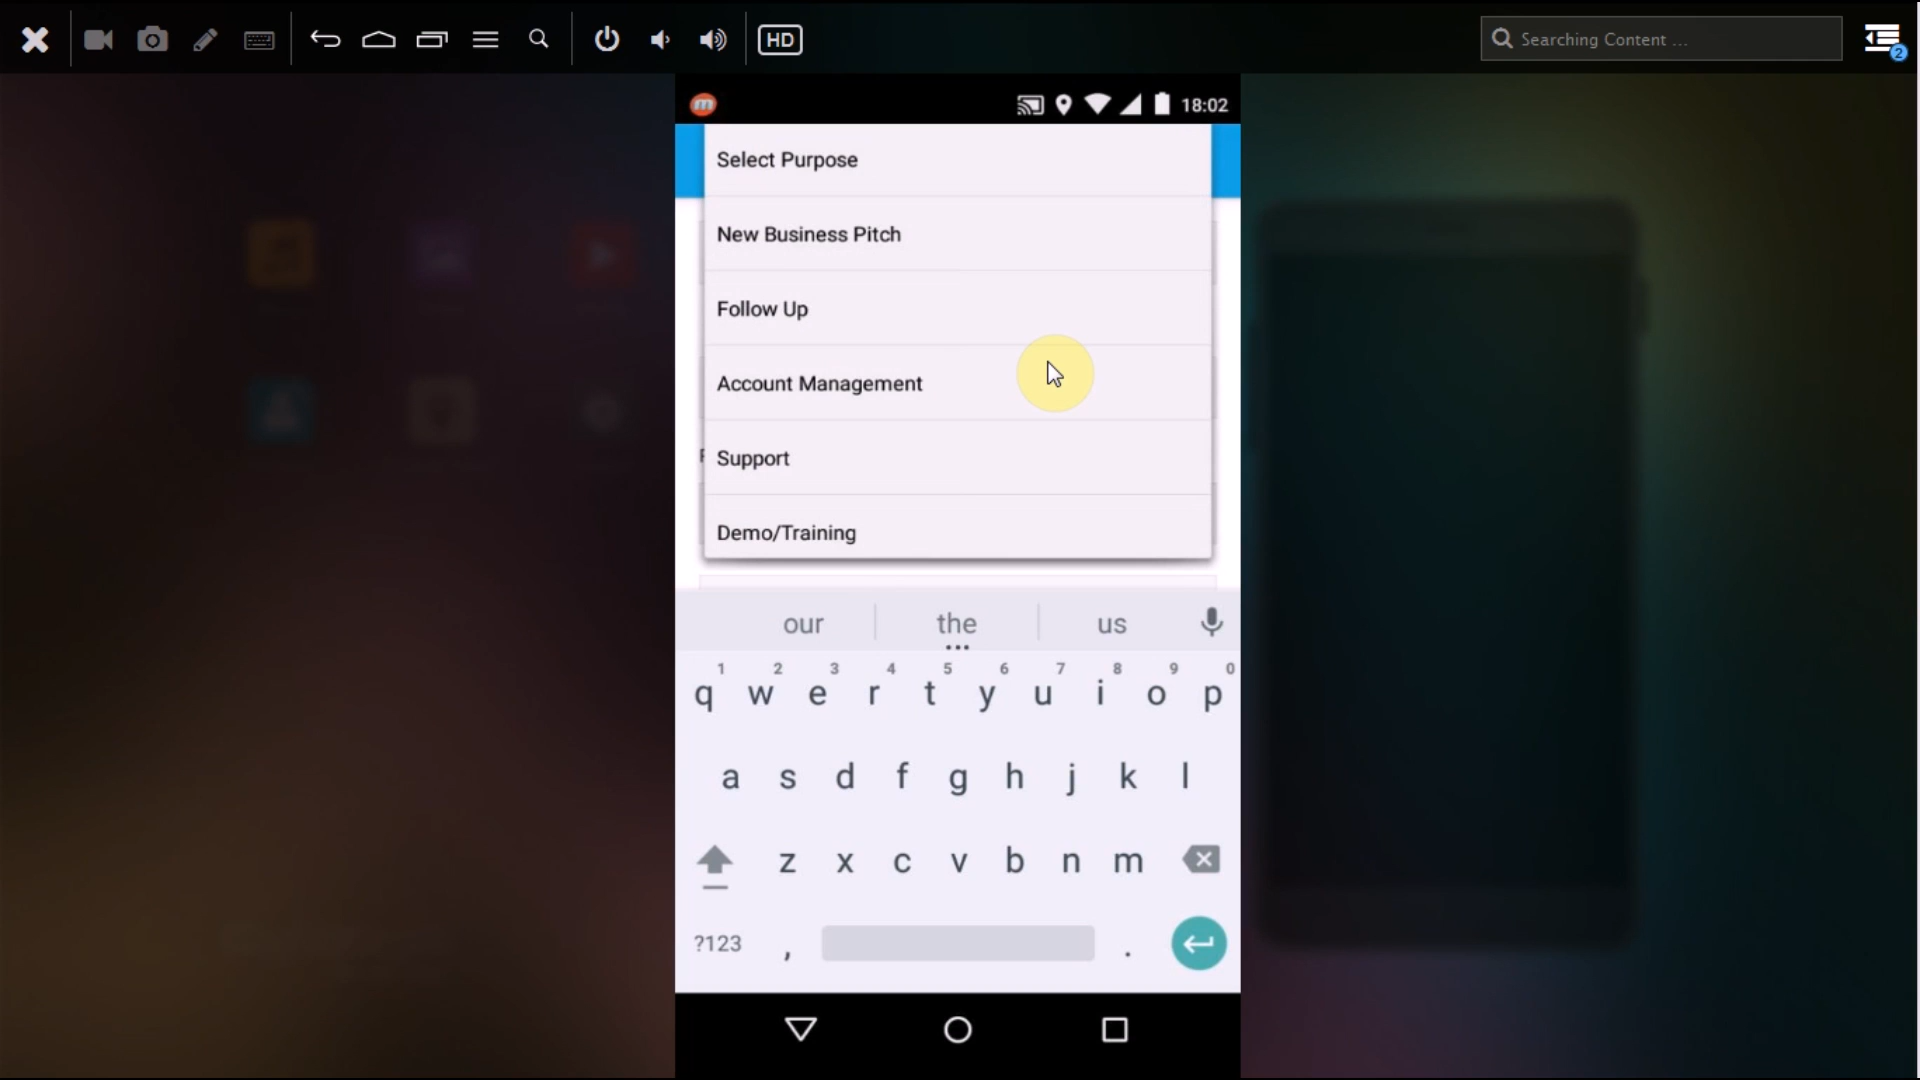 HD
Searching Content ...
2
m
18:02
Select Purpose
New Business Pitch
Follow Up
Account Management
Support
Demo/Training
our the us
1 2 3 4 5 6 7 8 9 0
q w e r t y u i o p
a s d f g h j k l
z x c v b n m
?123 , .